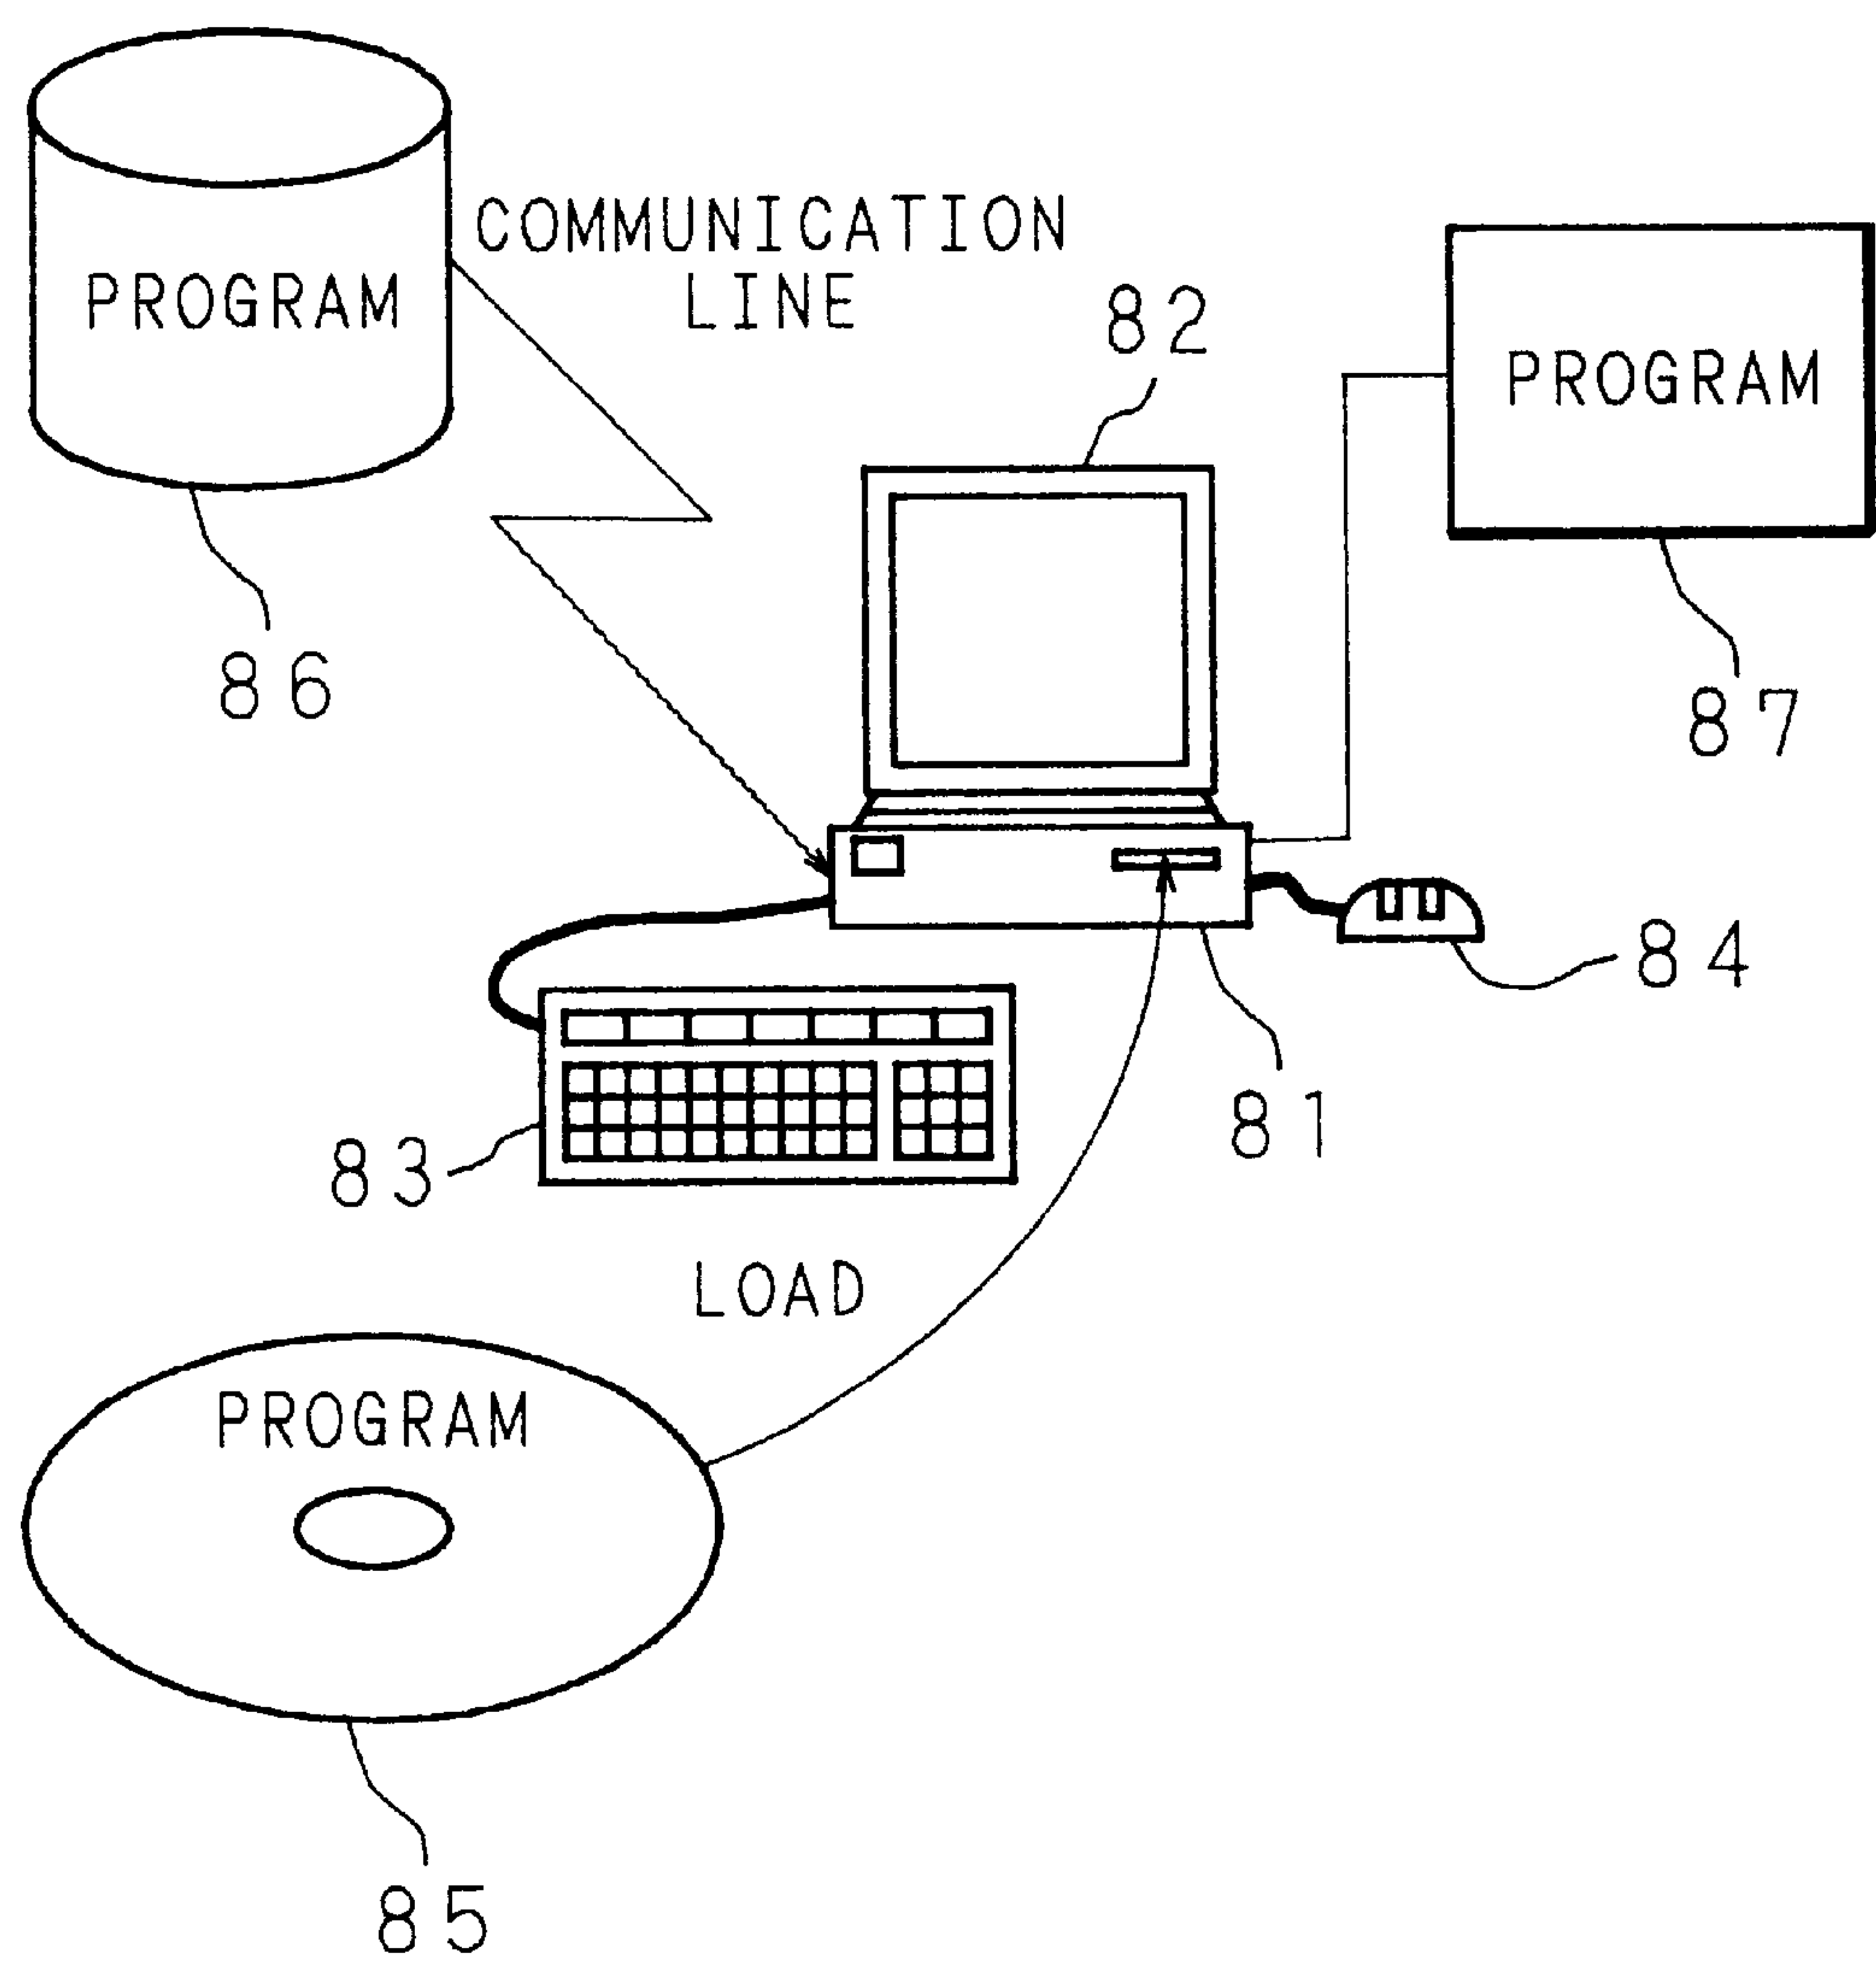 COMMUNICATION
LINE
PROGRAM
82
PROGRAM
86
87
84
81
83
LOAD
PROGRAM
85